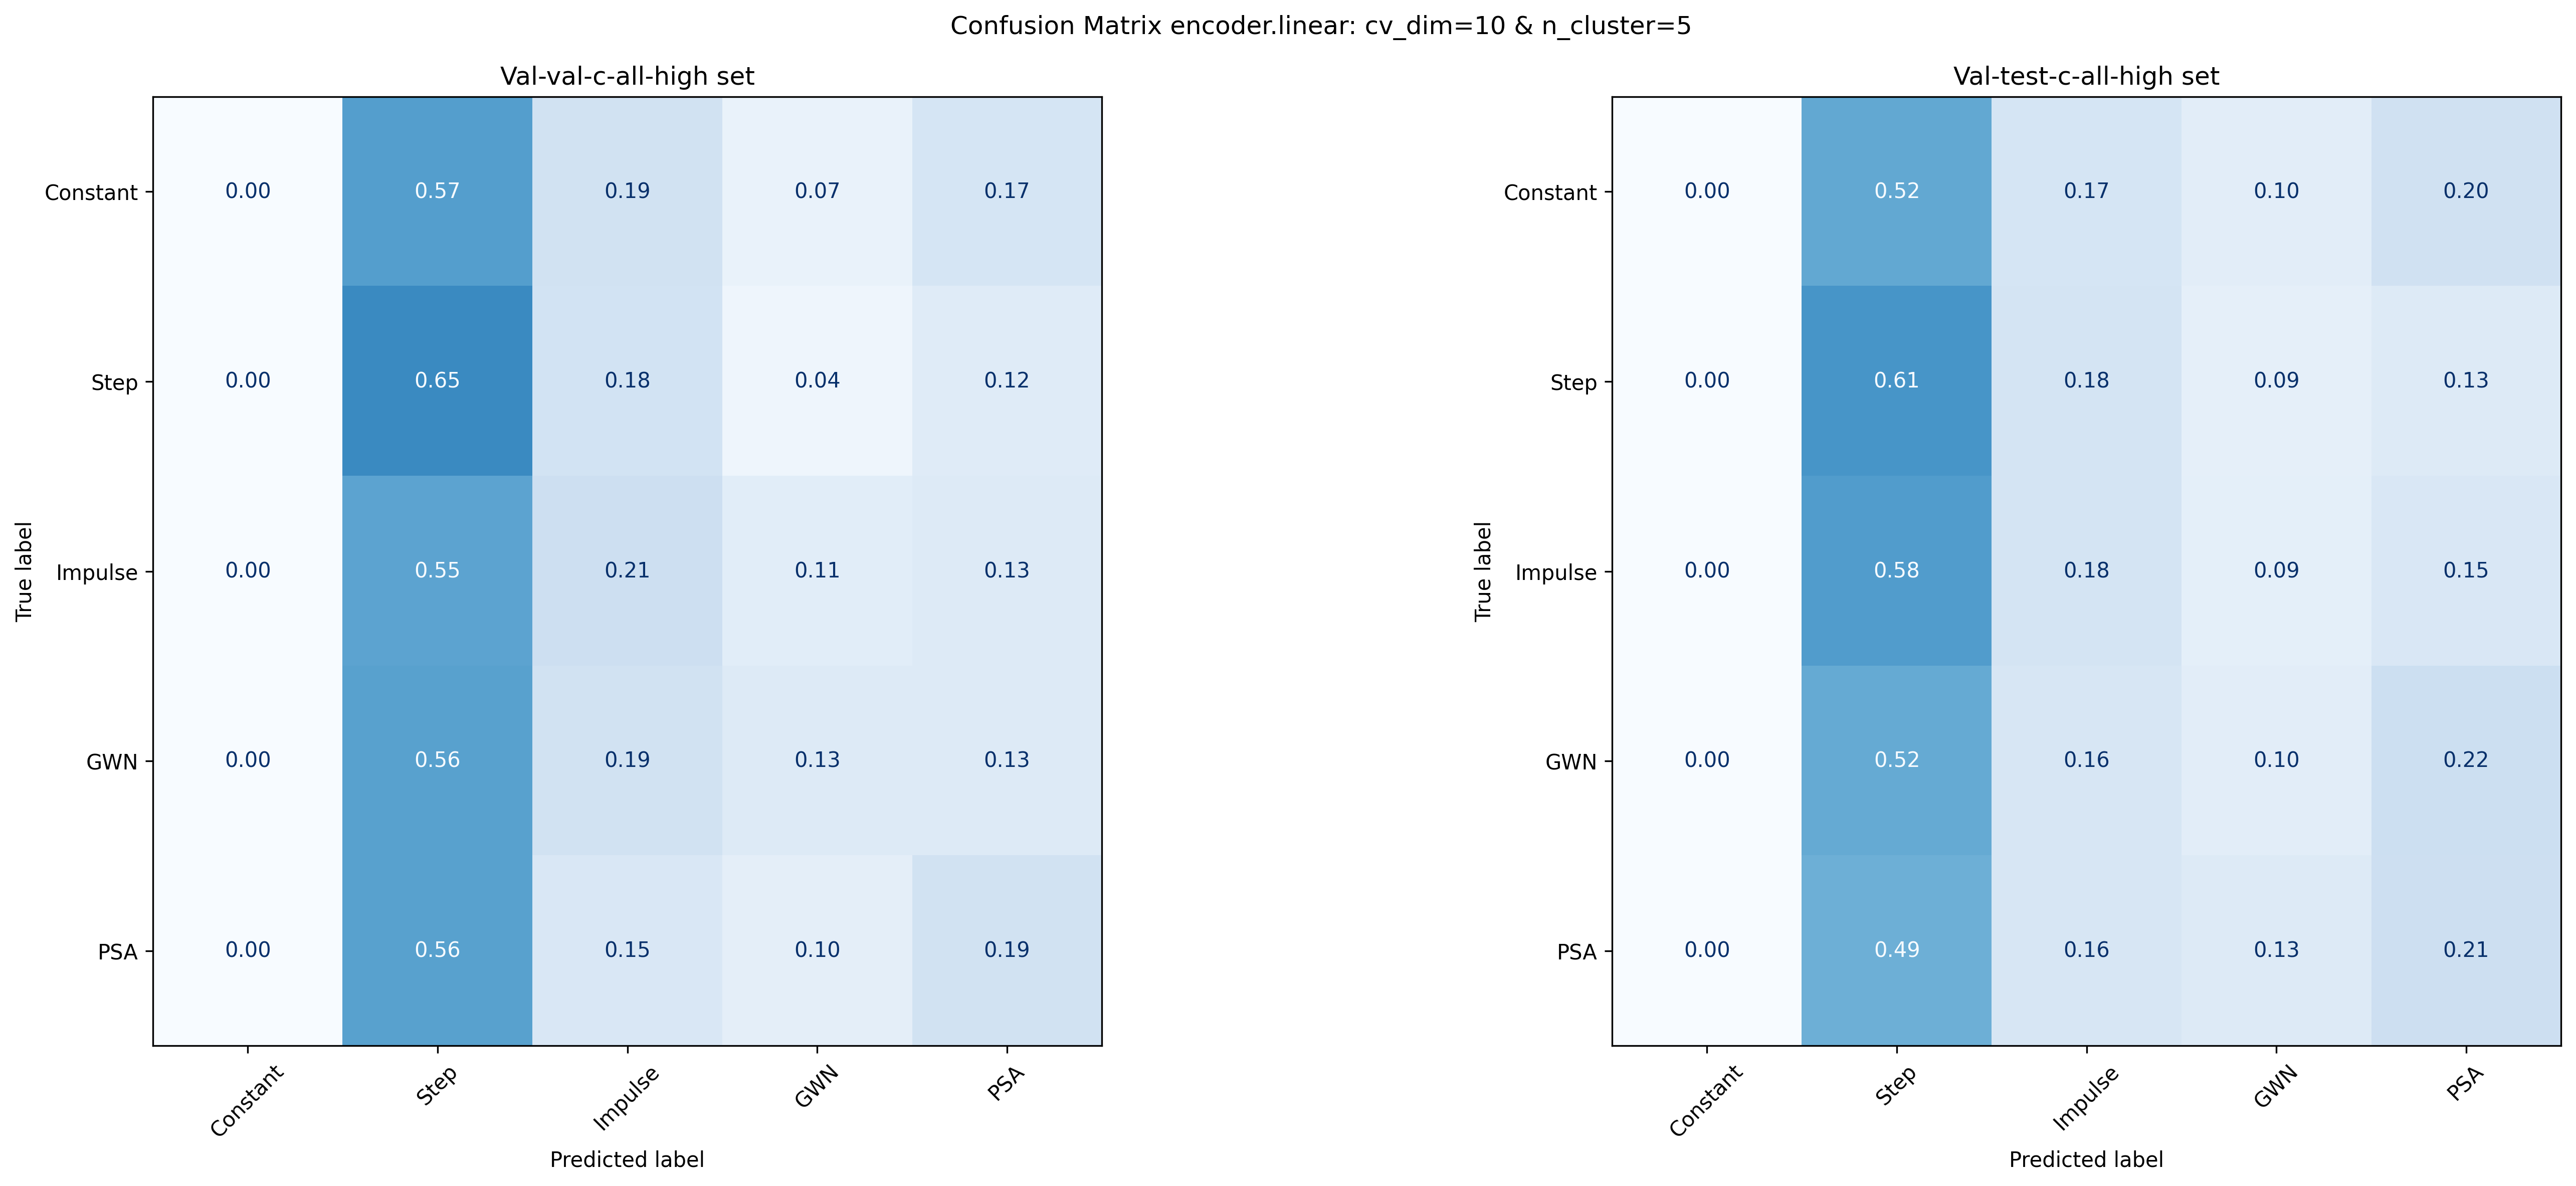 Confusion Matrix encoder.linear: cv_dim=10 & n_cluster=5
Val-val-c-all-high set
True label
Constant 0.00 0.57 0.19 0.07 0.17
Step 0.00 0.65 0.18 0.04 0.12
Impulse 0.00 0.55 0.21 0.11 0.13
GWN 0.00 0.56 0.19 0.13 0.13
PSA 0.00 0.56 0.15 0.10 0.19
Constant Step Impulse GWN PSA
Predicted label
Val-test-c-all-high set
True label
Constant 0.00 0.52 0.17 0.10 0.20
Step 0.00 0.61 0.18 0.09 0.13
Impulse 0.00 0.58 0.18 0.09 0.15
GWN 0.00 0.52 0.16 0.10 0.22
PSA 0.00 0.49 0.16 0.13 0.21
Constant Step Impulse GWN PSA
Predicted label